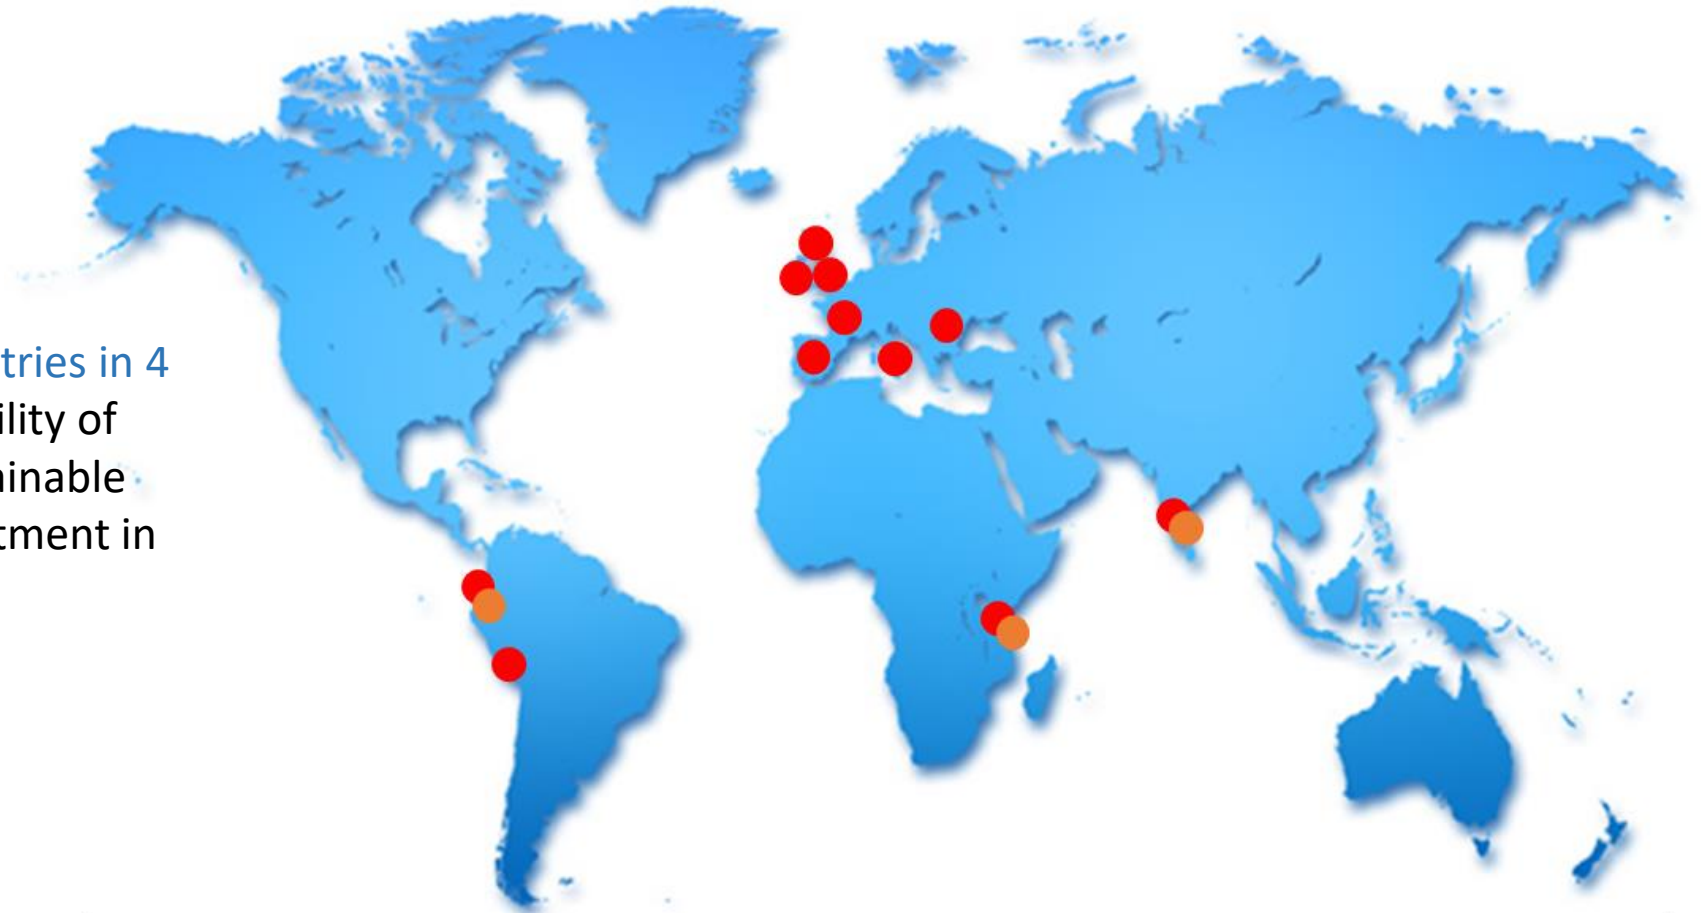 tries in 4
ility of
inable
tment in